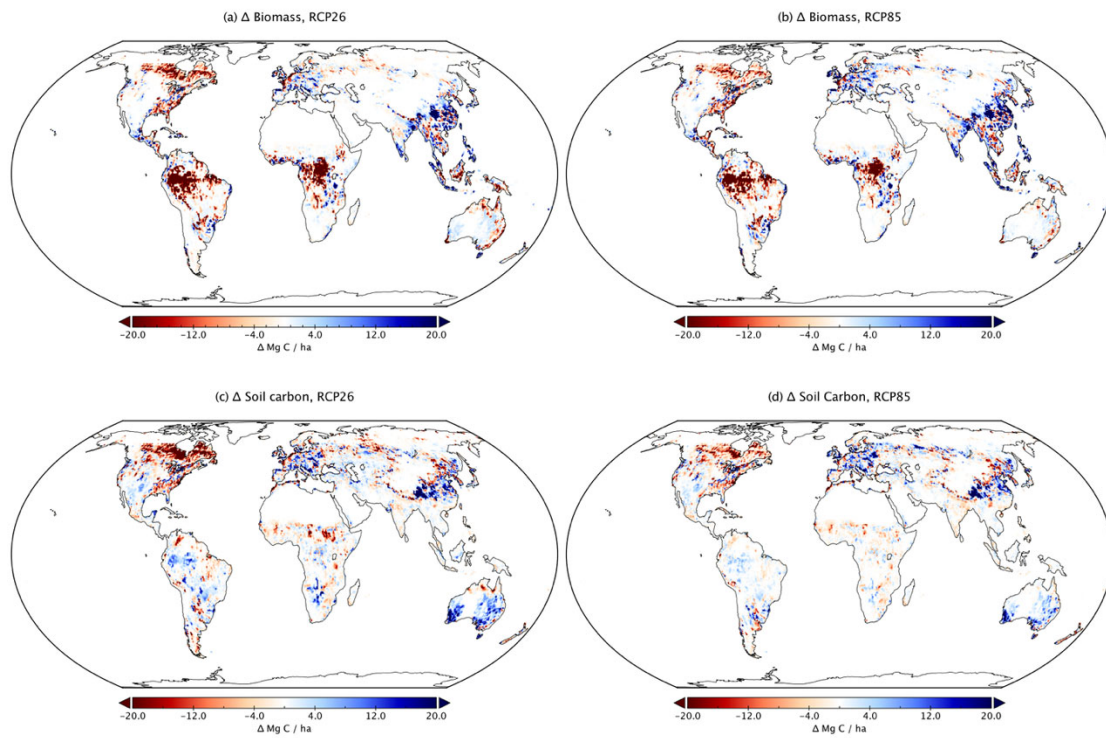 (a) Δ Biomass, RCP26
(b) Δ Biomass, RCP85
−20.0 −12.0 −4.0 4.0 12.0 20.0
Δ Mg C / ha
−20.0 −12.0 −4.0 4.0 12.0 20.0
Δ Mg C / ha
(c) Δ Soil carbon, RCP26
(d) Δ Soil Carbon, RCP85
−20.0 −12.0 −4.0 4.0 12.0 20.0
Δ Mg C / ha
−20.0 −12.0 −4.0 4.0 12.0 20.0
Δ Mg C / ha